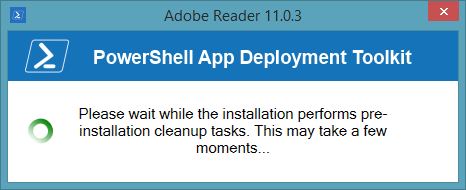 Adobe Reader 11.0.3
PowerShell App Deployment Toolkit
Please wait while the installation performs pre-
installation cleanup tasks. This may take a few
moments...